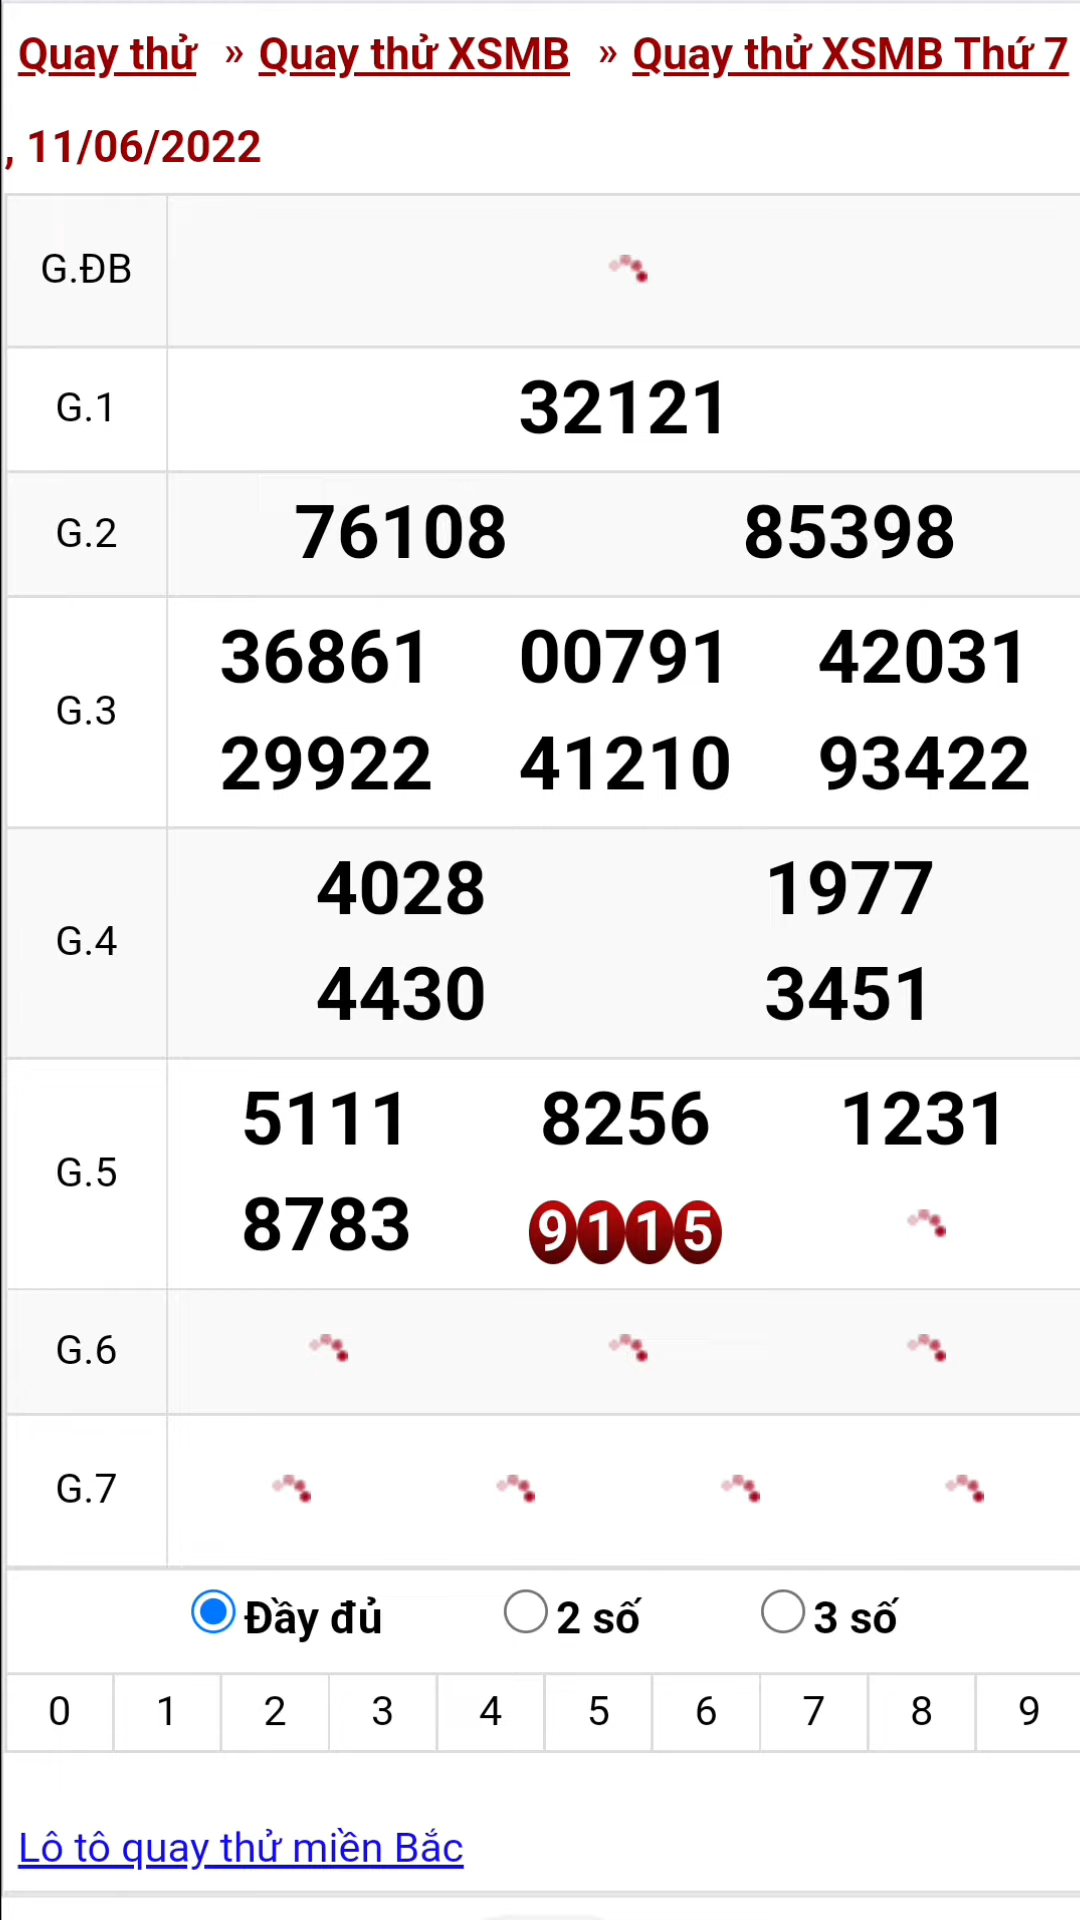 Quay thử » Quay thử XSMB » Quay thử XSMB Thứ 7
, 11/06/2022
G.ĐB
G.1 32121
G.2 76108 85398
G.3 36861 00791 42031
29922 41210 93422
G.4 4028 1977
4430 3451
G.5 5111 8256 1231
8783 9115
G.6
G.7
Đầy đủ 2 số 3 số
0 1 2 3 4 5 6 7 8 9
Lô tô quay thử miền Bắc